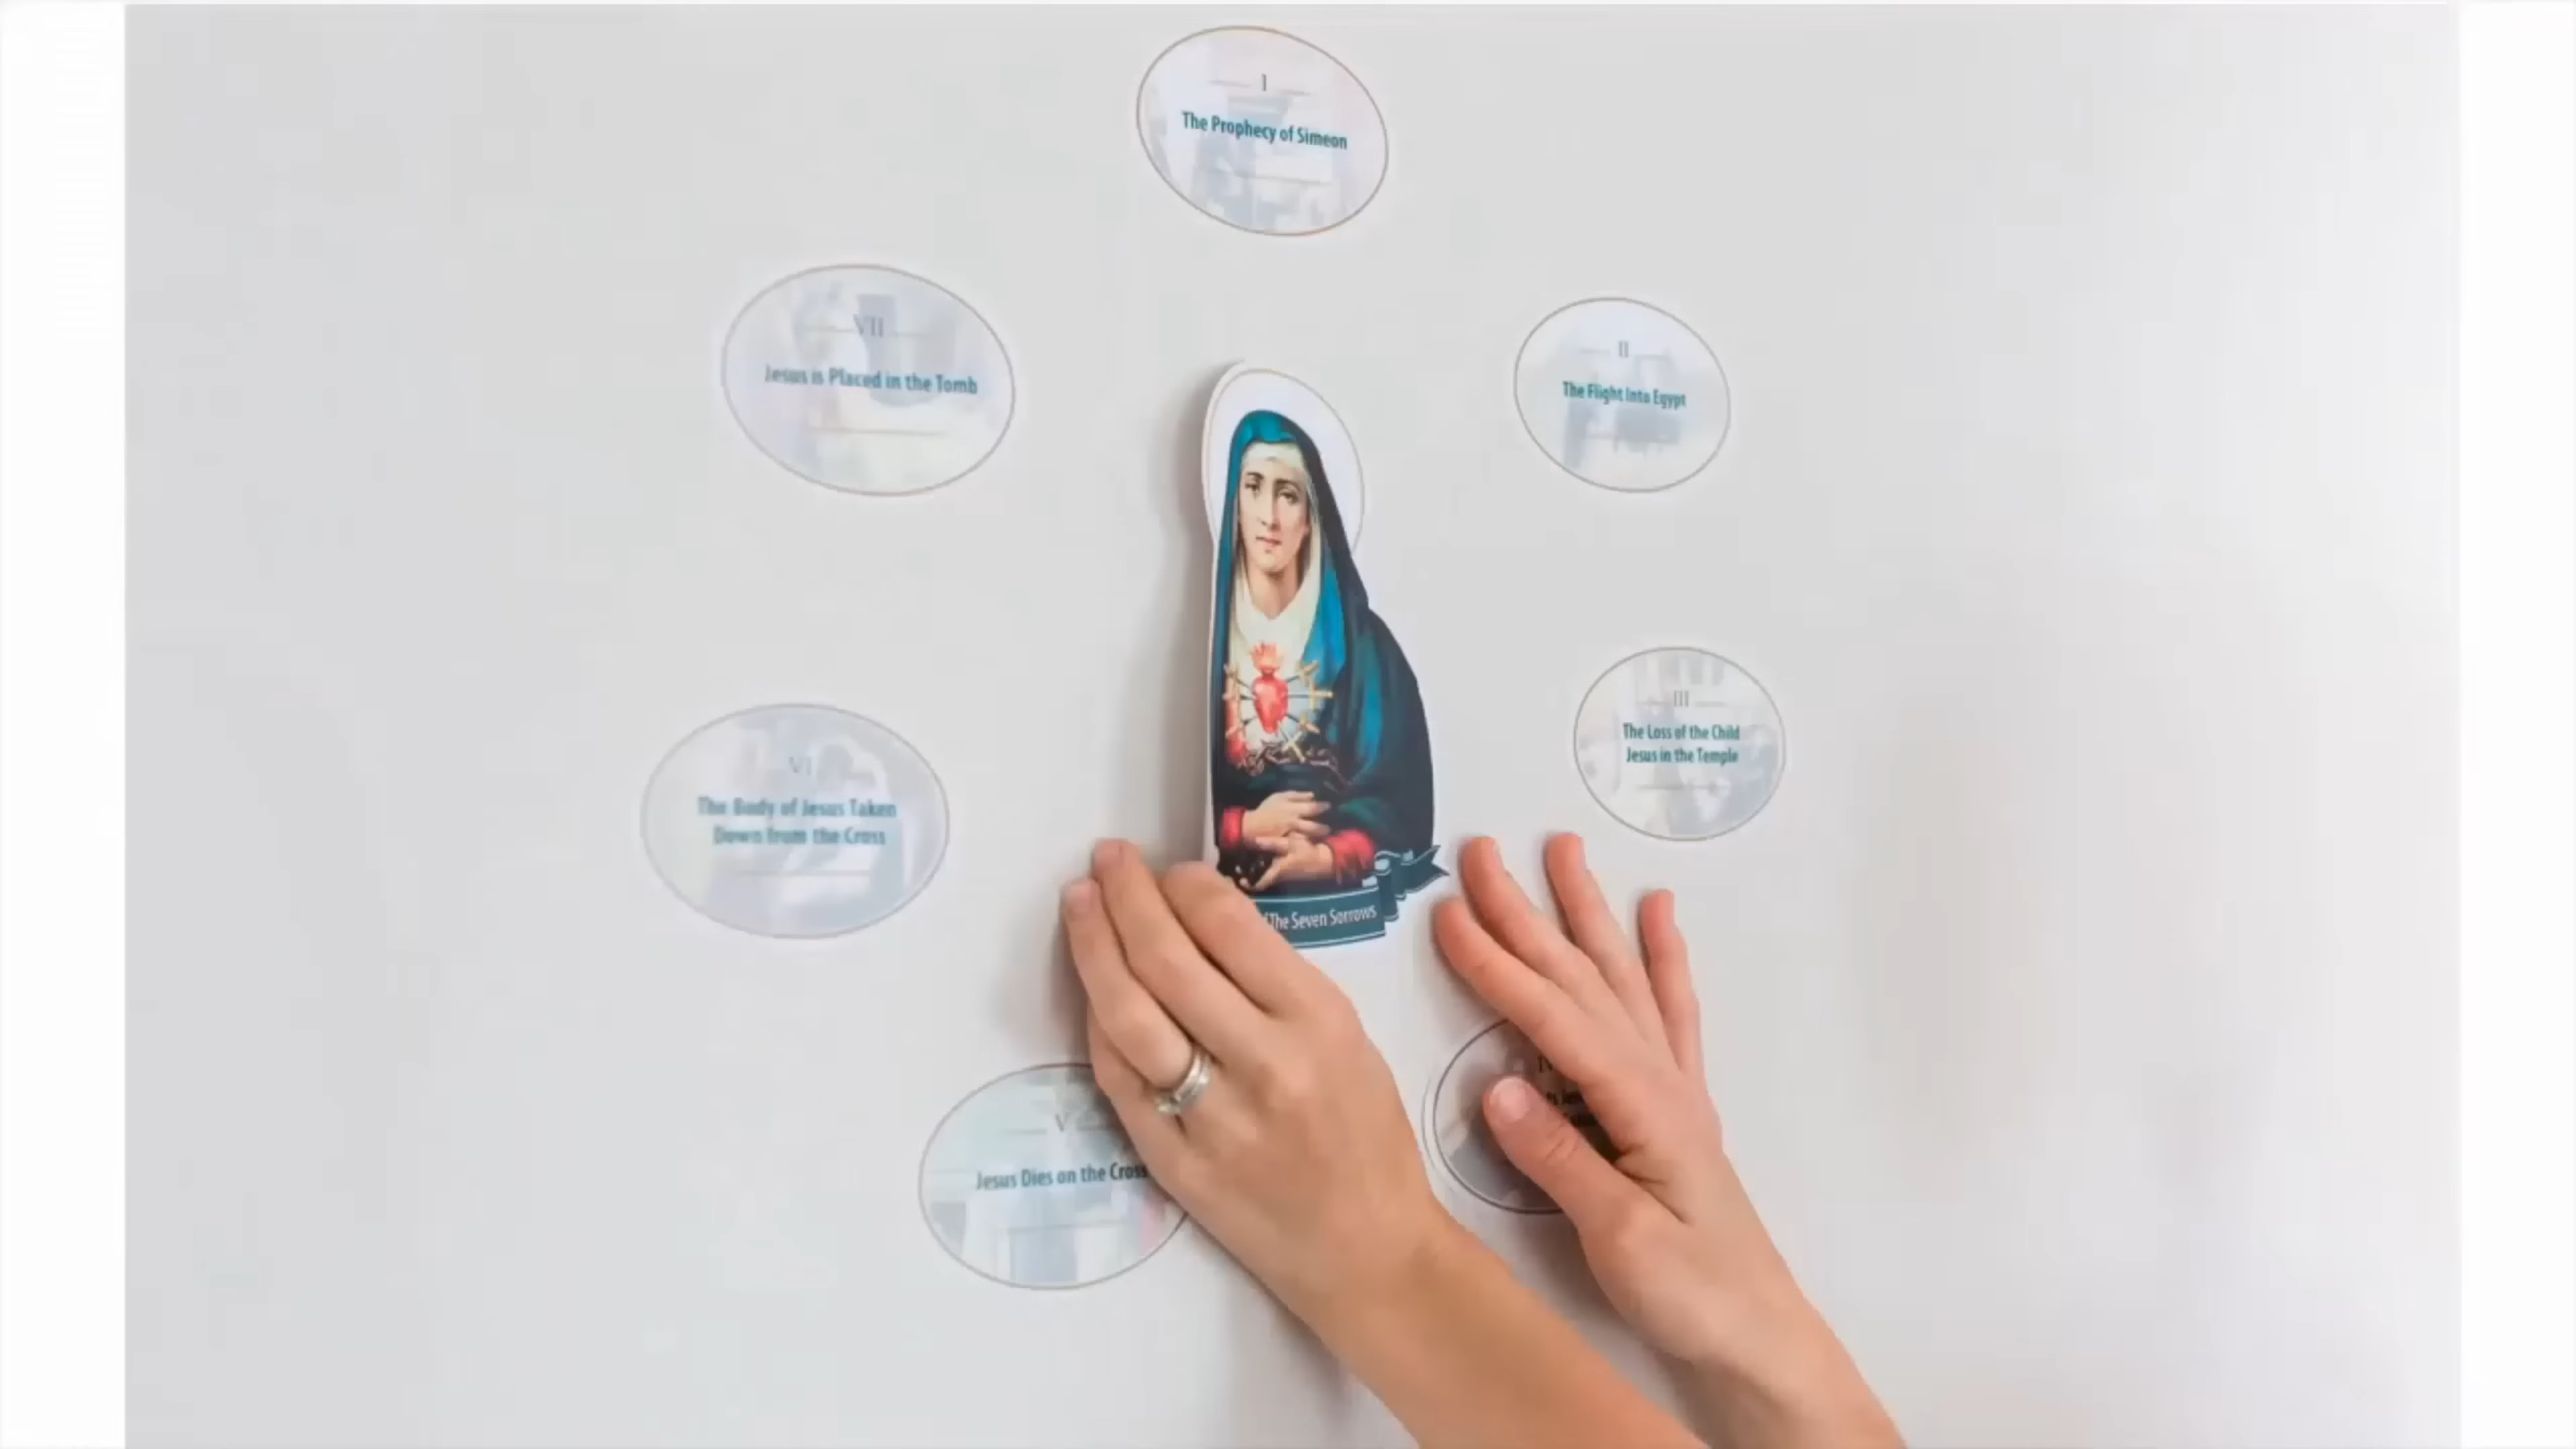 I
The Prophecy of Simeon
II
The Flight Into Egypt
III
The Loss of the Child
Jesus in the Temple
V
Jesus Dies on the Cross
VI
The Body of Jesus Taken
Down from the Cross
VII
Jesus is Placed in the Tomb
The Seven Sorrows